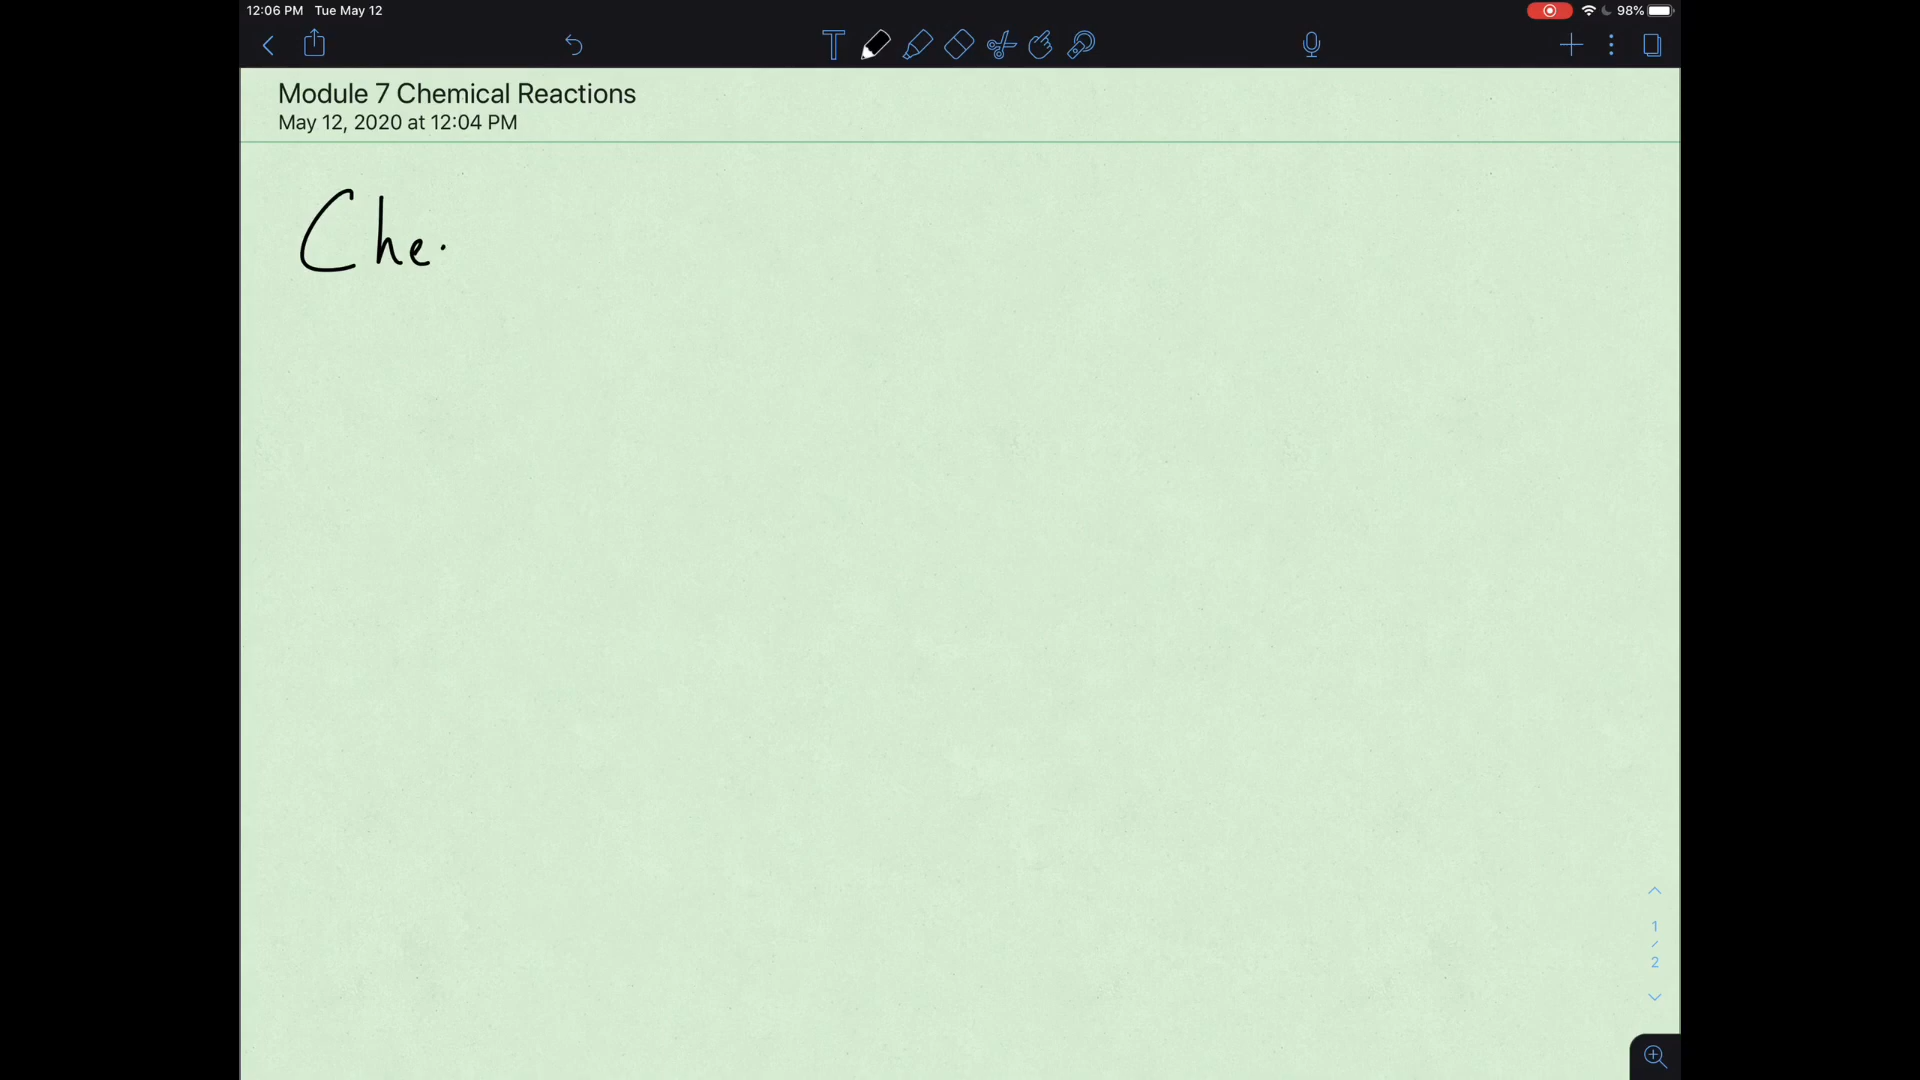 12:06 PM Tue May 12 98%
Module 7 Chemical Reactions
May 12, 2020 at 12:04 PM
Che
1
/
2